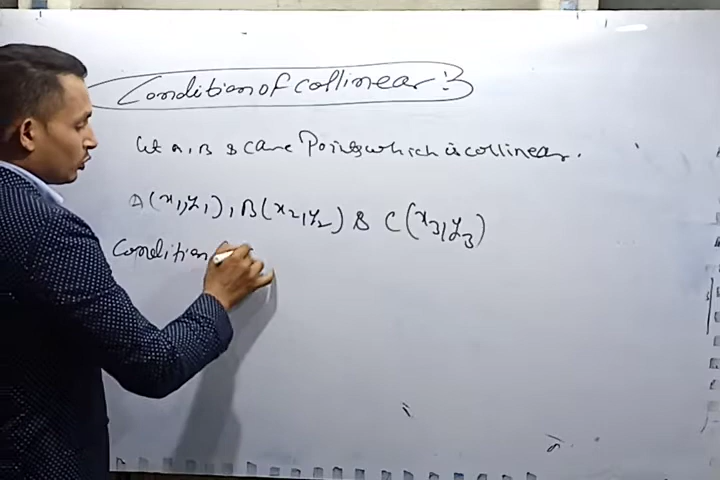 Condition of collinear :-
Let A, B & C are Points which is collinear.
A(x₁,y₁), B(x₂,y₂) & C(x₃,y₃)
Condition